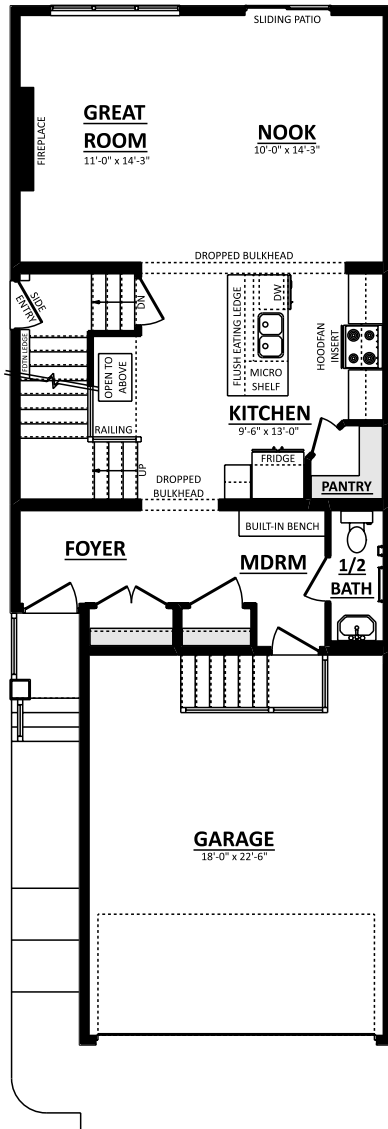 SLIDING PATIO
GREAT
ROOM
11'-0" x 14'-3"
NOOK
10'-0" x 14'-3"
FIREPLACE
DROPPED BULKHEAD
SIDE
ENTRY
DN
FLUSH EATING LEDGE
DW
HOODFAN
INSERT
FDTN LEDGE
OPEN TO
ABOVE
MICRO
SHELF
KITCHEN
9'-6" x 13'-0"
RAILING
UP
FRIDGE
DROPPED
BULKHEAD
PANTRY
BUILT-IN BENCH
FOYER
MDRM
1/2
BATH
GARAGE
18'-0" x 22'-6"